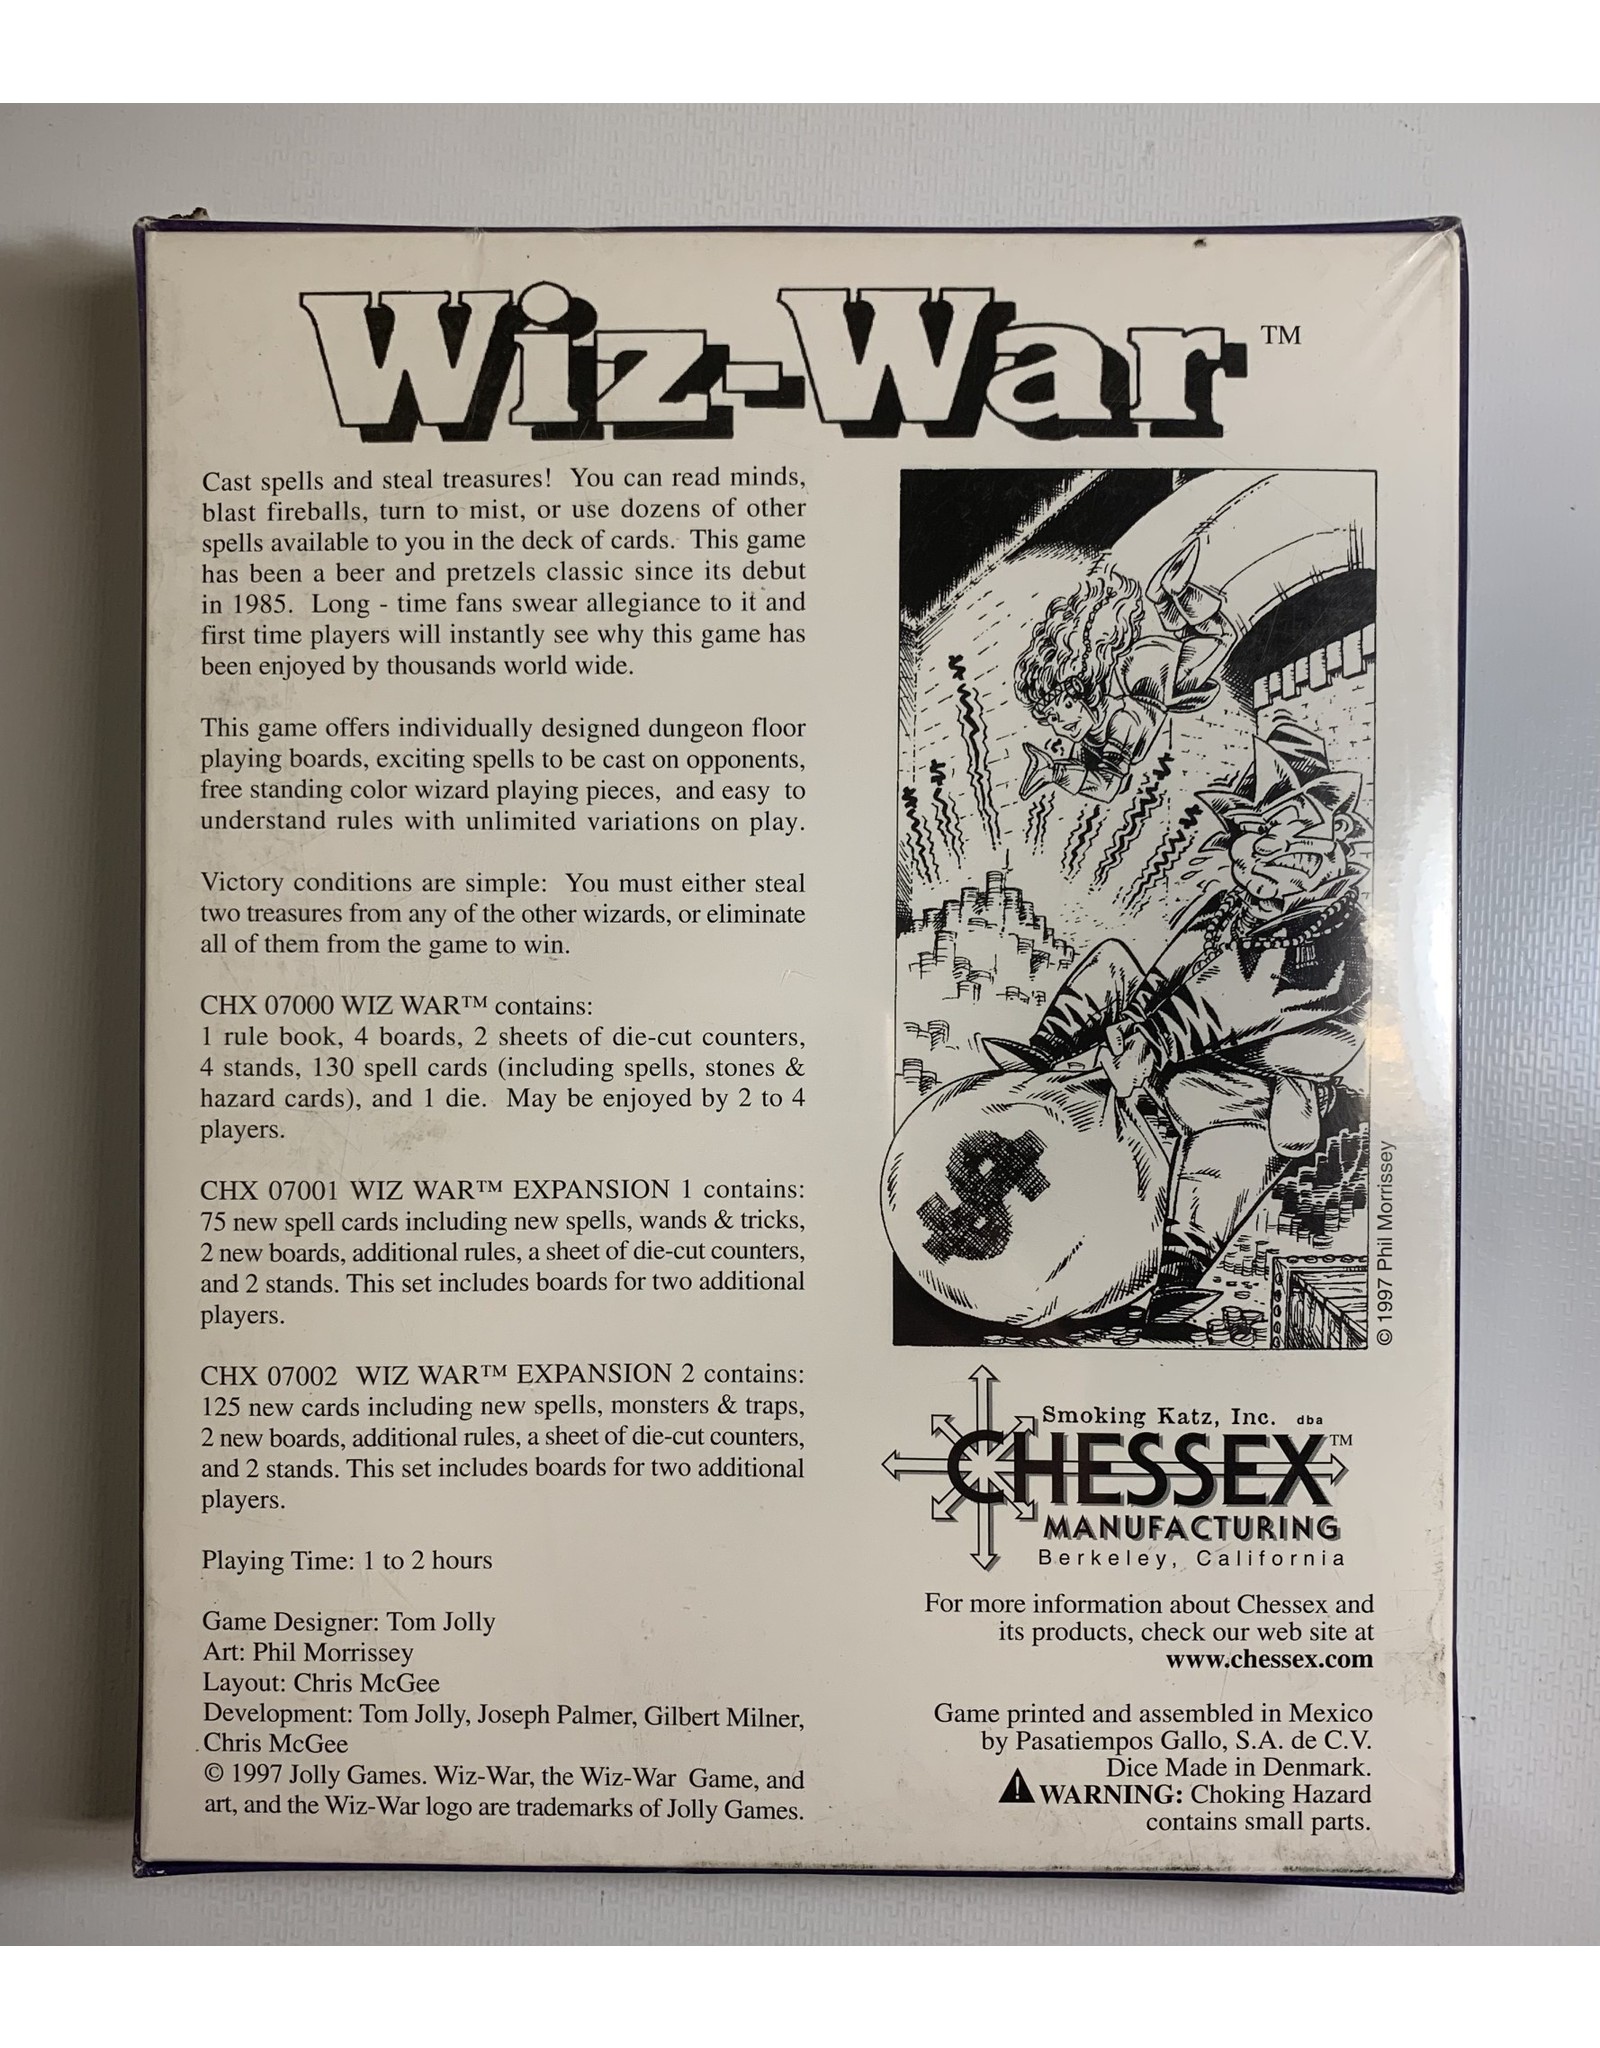 Wiz-War™
Cast spells and steal treasures! You can read minds,
blast fireballs, turn to mist, or use dozens of other
spells available to you in the deck of cards. This game
has been a beer and pretzels classic since its debut
in 1985. Long - time fans swear allegiance to it and
first time players will instantly see why this game has
been enjoyed by thousands world wide.
This game offers individually designed dungeon floor
playing boards, exciting spells to be cast on opponents,
free standing color wizard playing pieces, and easy to
understand rules with unlimited variations on play.
Victory conditions are simple: You must either steal
two treasures from any of the other wizards, or eliminate
all of them from the game to win.
CHX 07000 WIZ WAR™ contains:
1 rule book, 4 boards, 2 sheets of die-cut counters,
4 stands, 130 spell cards (including spells, stones &
hazard cards), and 1 die. May be enjoyed by 2 to 4
players.
CHX 07001 WIZ WAR™ EXPANSION 1 contains:
75 new spell cards including new spells, wands & tricks,
2 new boards, additional rules, a sheet of die-cut counters,
and 2 stands. This set includes boards for two additional
players.
CHX 07002 WIZ WAR™ EXPANSION 2 contains:
125 new cards including new spells, monsters & traps,
2 new boards, additional rules, a sheet of die-cut counters,
and 2 stands. This set includes boards for two additional
players.
Playing Time: 1 to 2 hours
Game Designer: Tom Jolly
Art: Phil Morrissey
Layout: Chris McGee
Development: Tom Jolly, Joseph Palmer, Gilbert Milner,
Chris McGee
© 1997 Jolly Games. Wiz-War, the Wiz-War Game, and
art, and the Wiz-War logo are trademarks of Jolly Games.
$
© 1997 Phil Morrissey
Smoking Katz, Inc. dba
CHESSEX™
MANUFACTURING
Berkeley, California
For more information about Chessex and
its products, check our web site at
www.chessex.com
Game printed and assembled in Mexico
by Pasatiempos Gallo, S.A. de C.V.
Dice Made in Denmark.
WARNING: Choking Hazard
contains small parts.